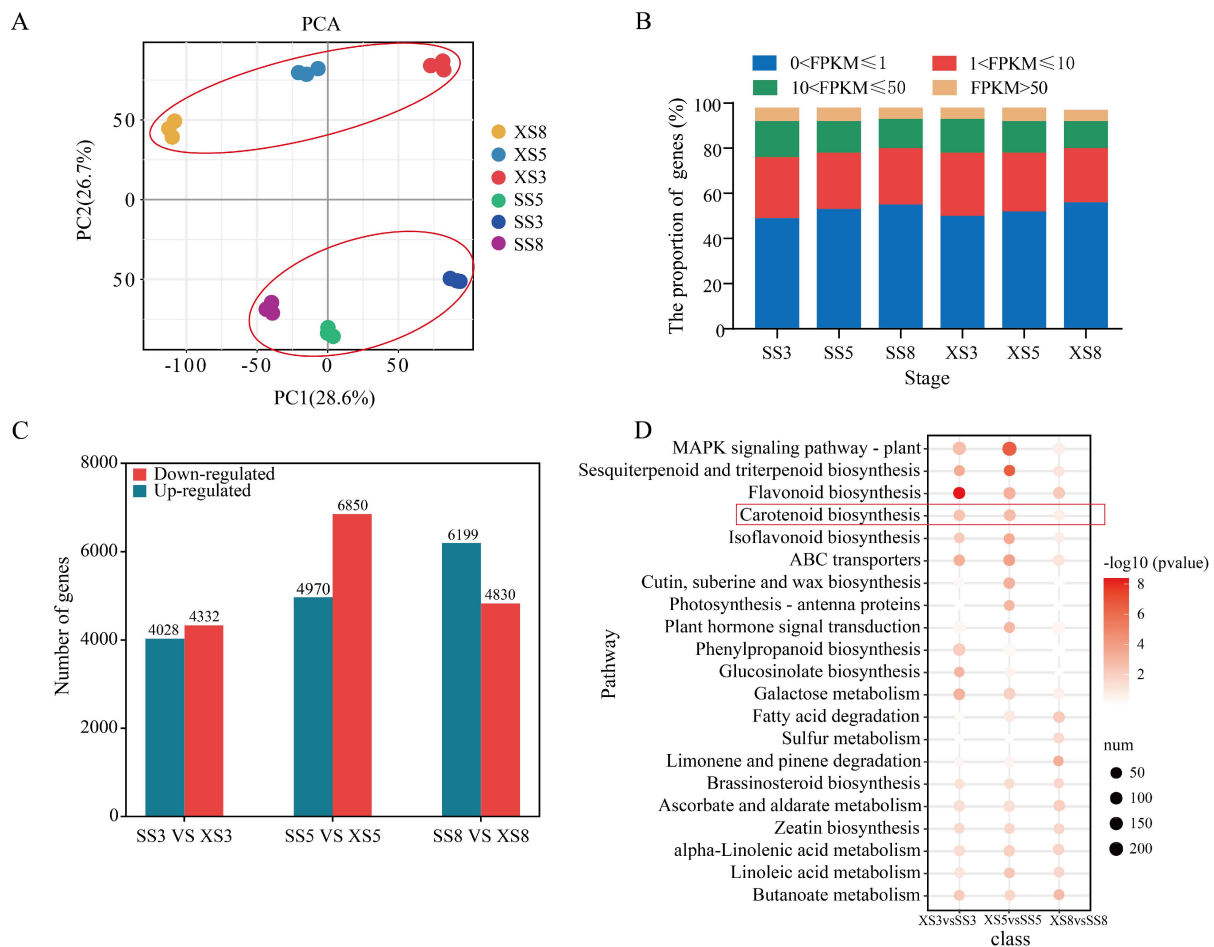 A
PCA
PC2(26.7%)
50
0
50
-100
-50
0
50
PC1(28.6%)
XS8
XS5
XS3
SS5
SS3
SS8
B
0<FPKM≤1
1<FPKM≤10
10<FPKM≤50
FPKM>50
The proportion of genes (%)
100
80
60
40
20
0
SS3 SS5 SS8 XS3 XS5 XS8
Stage
C
Number of genes
8000
6000
4000
2000
0
Down-regulated
Up-regulated
4028
4332
4970
6850
6199
4830
SS3 VS XS3
SS5 VS XS5
SS8 VS XS8
D
Pathway
MAPK signaling pathway - plant
Sesquiterpenoid and triterpenoid biosynthesis
Flavonoid biosynthesis
Carotenoid biosynthesis
Isoflavonoid biosynthesis
ABC transporters
Cutin, suberine and wax biosynthesis
Photosynthesis - antenna proteins
Plant hormone signal transduction
Phenylpropanoid biosynthesis
Glucosinolate biosynthesis
Galactose metabolism
Fatty acid degradation
Sulfur metabolism
Limonene and pinene degradation
Brassinosteroid biosynthesis
Ascorbate and aldarate metabolism
Zeatin biosynthesis
alpha-Linolenic acid metabolism
Linoleic acid metabolism
Butanoate metabolism
XS3vsSS3
XS5vsSS5
XS8vsSS8
class
-log10 (pvalue)
8
6
4
2
num
50
100
150
200